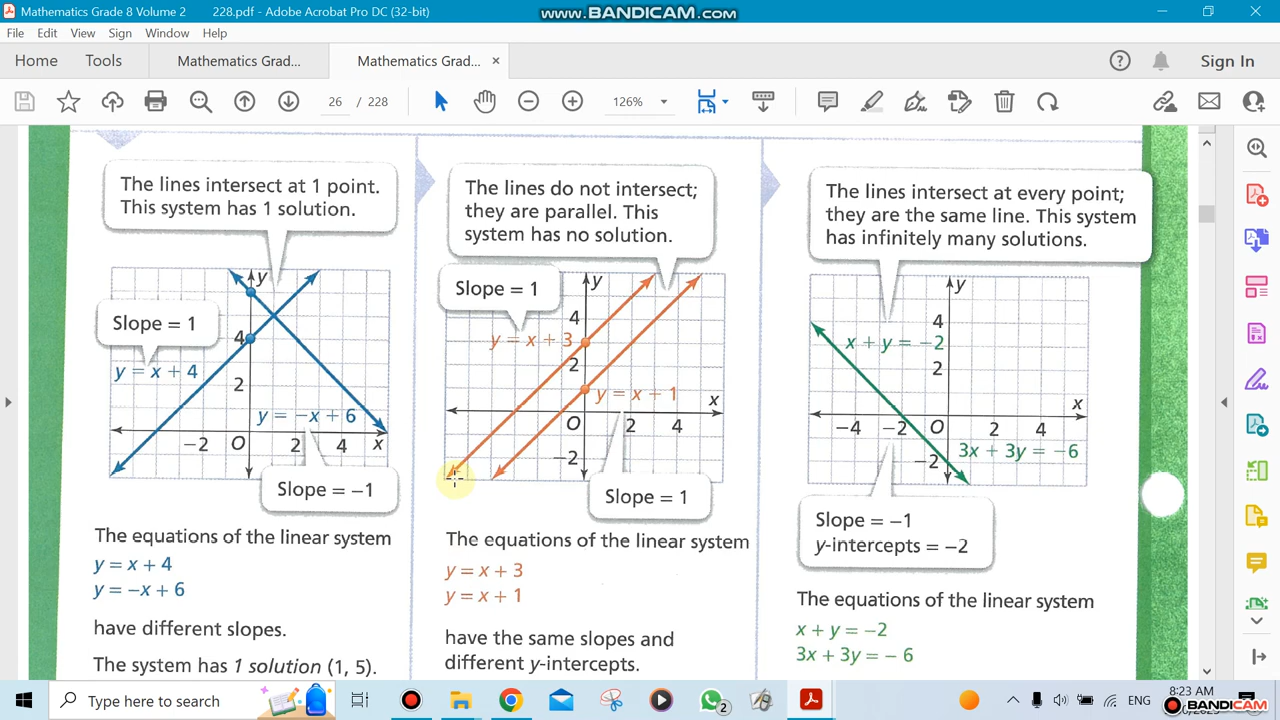 Mathematics Grade 8 Volume 2 228.pdf - Adobe Acrobat Pro DC (32-bit)
www.BANDICAM.com
File Edit View Sign Window Help
Home Tools Mathematics Grad... Mathematics Grad... × Sign In
26 / 228 126%
The lines intersect at 1 point.
This system has 1 solution.
y
Slope = 1
4
y = x + 4
2
y = −x + 6
−2 O 2 4 x
Slope = −1
The equations of the linear system
y = x + 4
y = −x + 6
have different slopes.
The system has 1 solution (1, 5).
The lines do not intersect;
they are parallel. This
system has no solution.
Slope = 1
y
4
y = x + 3
2
y = x + 1
x
O 2 4
−2
Slope = 1
The equations of the linear system
y = x + 3
y = x + 1
have the same slopes and
different y-intercepts.
The lines intersect at every point;
they are the same line. This system
has infinitely many solutions.
y
4
x + y = −2
2
x
−4 −2 O 2 4
3x + 3y = −6
−2
Slope = −1
y-intercepts = −2
The equations of the linear system
x + y = −2
3x + 3y = − 6
Type here to search
2
ENG
8:23 AM
BANDICAM